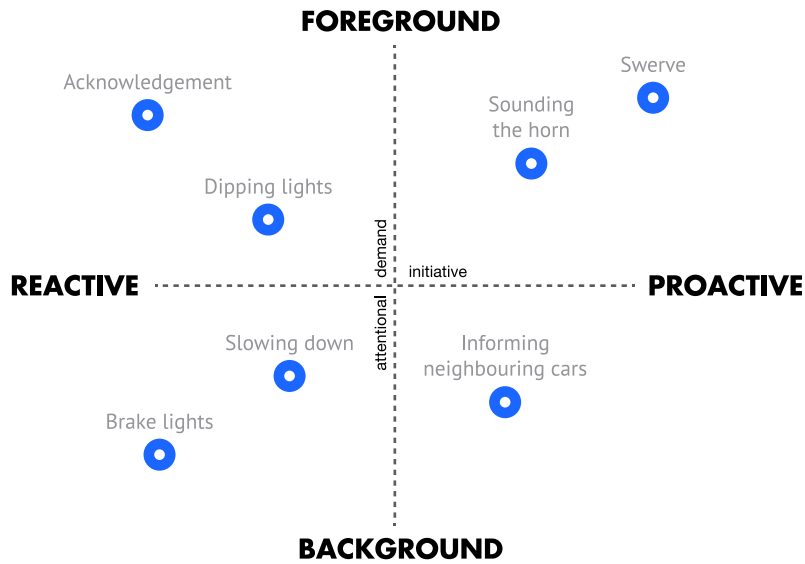 FOREGROUND
Swerve
Acknowledgement
Sounding
the horn
Dipping lights
demand
initiative
REACTIVE
PROACTIVE
attentional
Slowing down
Informing
neighbouring cars
Brake lights
BACKGROUND